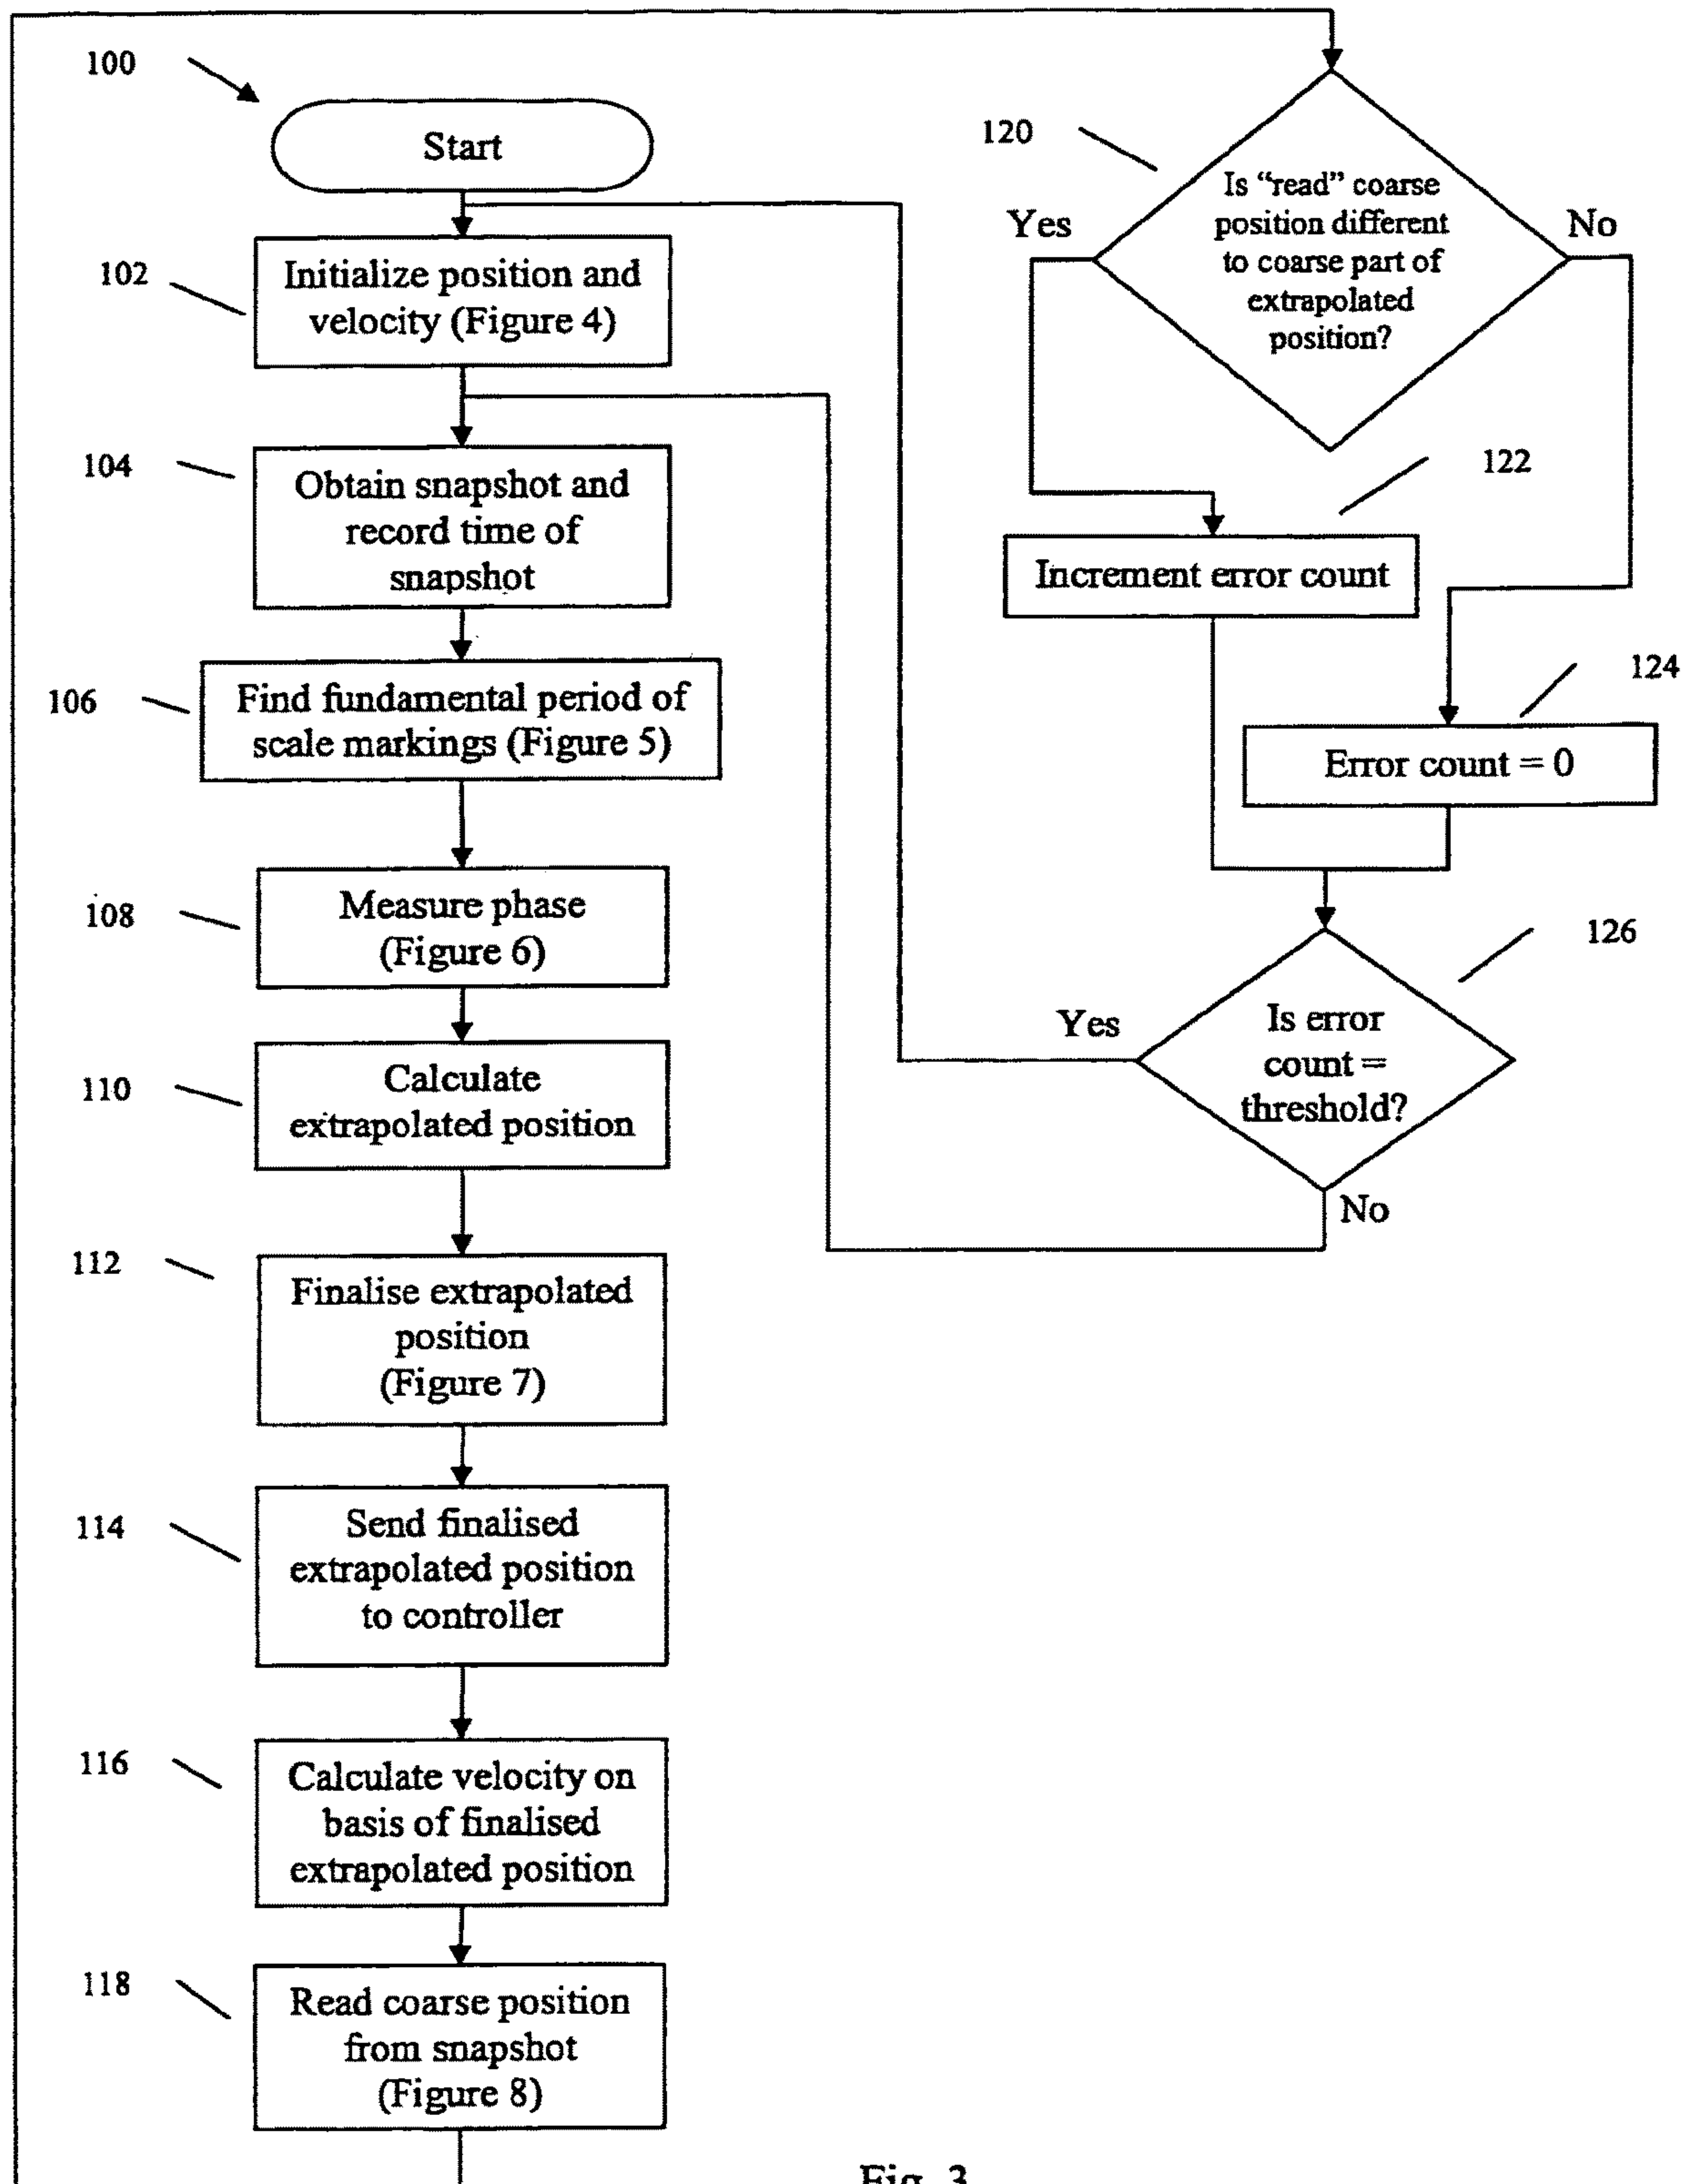 100
Start
102
Initialize position and
velocity (Figure 4)
104
Obtain snapshot and
record time of
snapshot
106
Find fundamental period of
scale markings (Figure 5)
108
Measure phase
(Figure 6)
110
Calculate
extrapolated position
112
Finalise extrapolated
position
(Figure 7)
114
Send finalised
extrapolated position
to controller
116
Calculate velocity on
basis of finalised
extrapolated position
118
Read coarse position
from snapshot
(Figure 8)
120
Is “read” coarse
position different
to coarse part of
extrapolated
position?
Yes
No
122
Increment error count
124
Error count = 0
126
Is error
count =
threshold?
Yes
No
Fig. 3